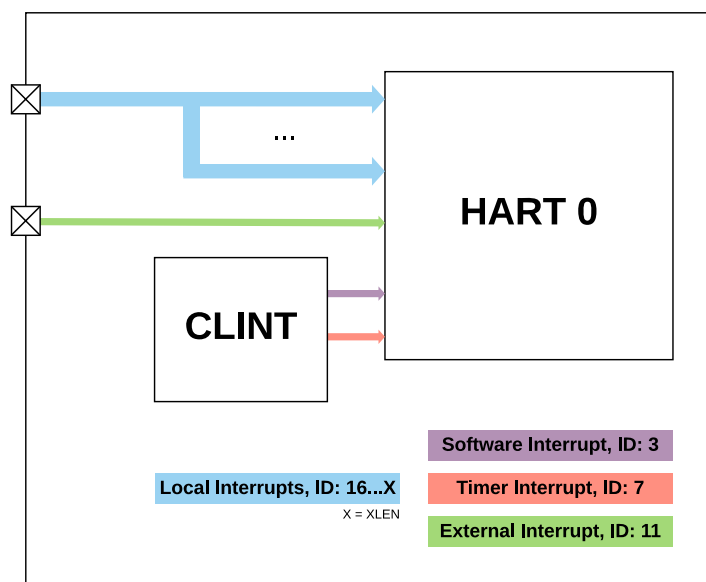 ...
HART 0
CLINT
Software Interrupt, ID: 3
Local Interrupts, ID: 16...X
Timer Interrupt, ID: 7
X = XLEN
External Interrupt, ID: 11